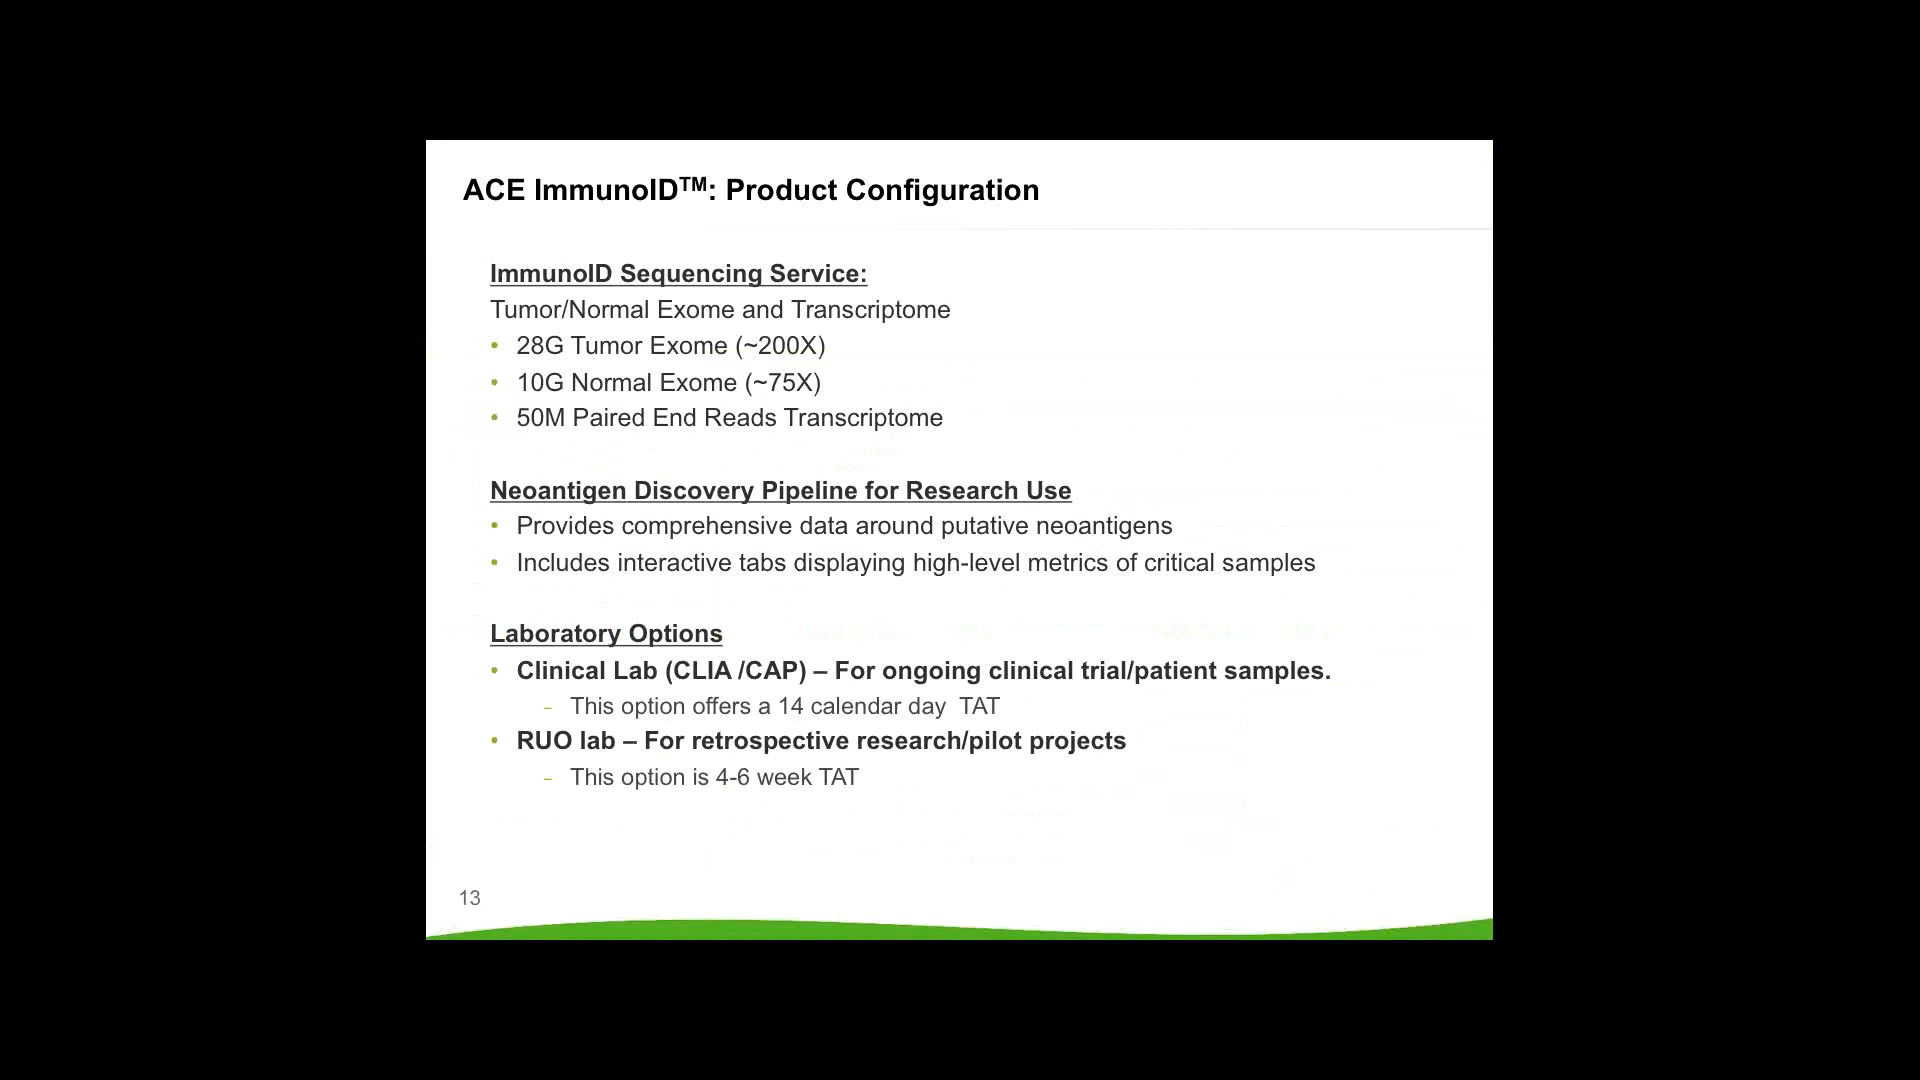 ACE ImmunoID™: Product Configuration
ImmunoID Sequencing Service:
Tumor/Normal Exome and Transcriptome
• 28G Tumor Exome (~200X)
• 10G Normal Exome (~75X)
• 50M Paired End Reads Transcriptome
Neoantigen Discovery Pipeline for Research Use
• Provides comprehensive data around putative neoantigens
• Includes interactive tabs displaying high-level metrics of critical samples
Laboratory Options
• Clinical Lab (CLIA /CAP) – For ongoing clinical trial/patient samples.
– This option offers a 14 calendar day  TAT
• RUO lab – For retrospective research/pilot projects
– This option is 4-6 week TAT
13